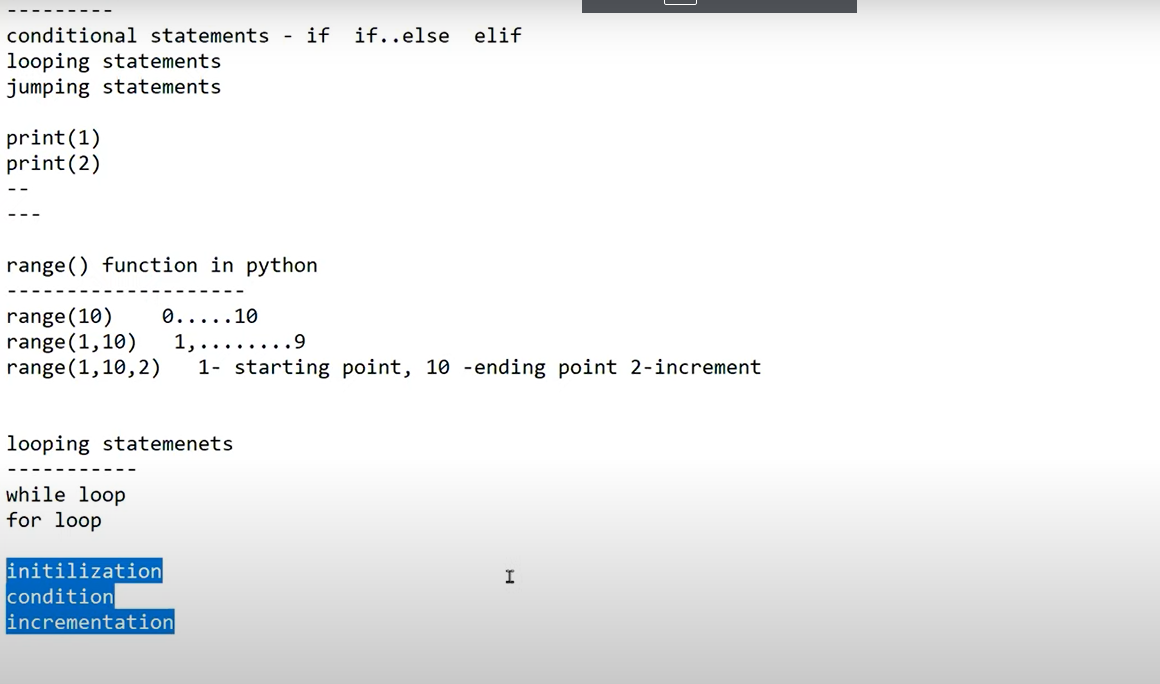 ---------
conditional statements - if  if..else  elif
looping statements
jumping statements
print(1)
print(2)
--
---
range() function in python
--------------------
range(10)    0.....10
range(1,10)   1,........9
range(1,10,2)   1- starting point, 10 -ending point 2-increment
looping statemenets
-----------
while loop
for loop
initilization
condition
incrementation